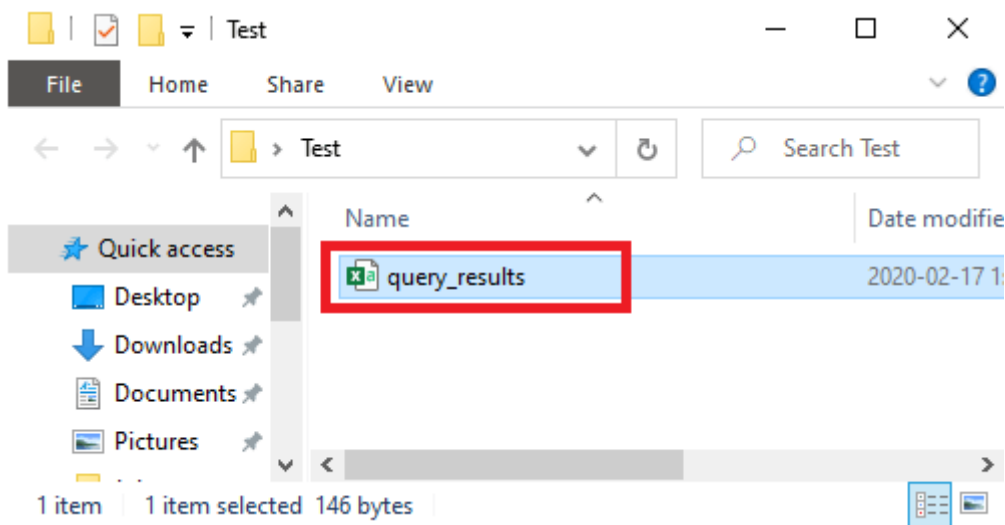 Test
File Home Share View
Test Search Test
Name Date modifie
Quick access
query_results 2020-02-17 1
Desktop
Downloads
Documents
Pictures
1 item 1 item selected 146 bytes